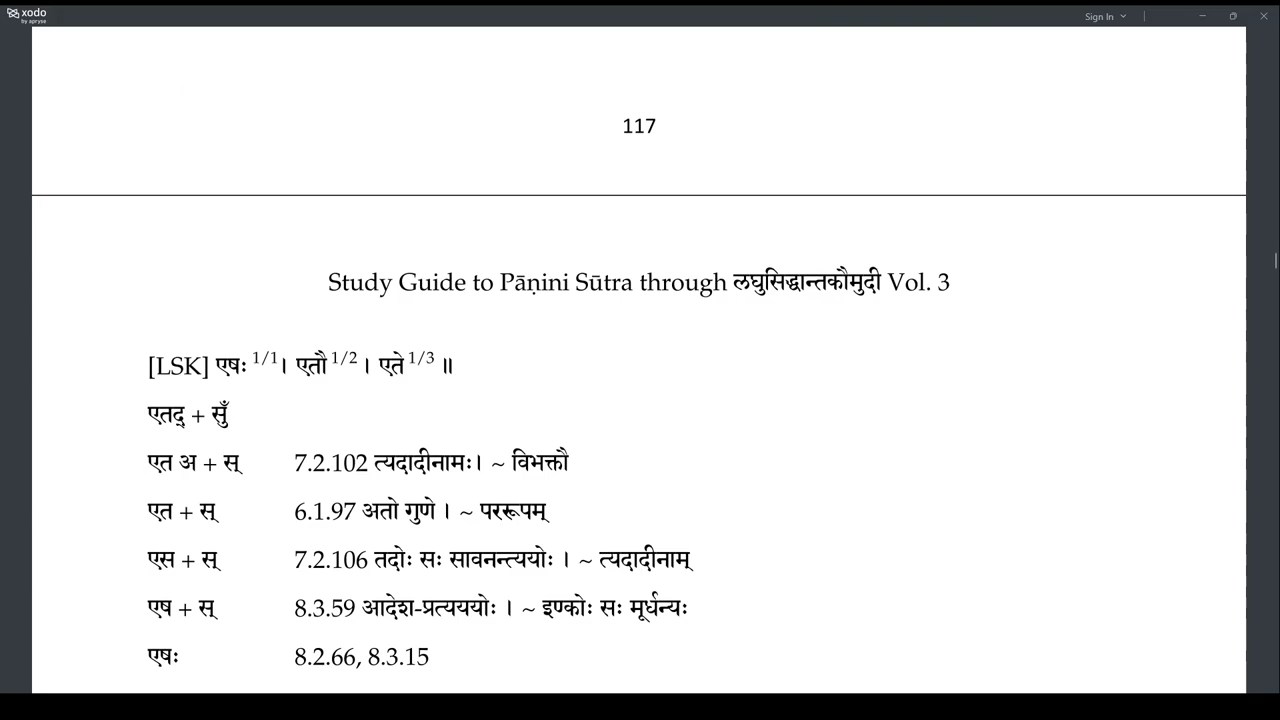 xodo
by apryse
Sign In
117
Study Guide to Pāṇini Sūtra through लघुसिद्धान्तकौमुदी Vol. 3
[LSK] एषः 1/1। एतौ 1/2 । एते 1/3 ॥
एतद् + सुँ
एत अ + स् 7.2.102 त्यदादीनामः। ~ विभक्तौ
एत + स् 6.1.97 अतो गुणे । ~ पररूपम्
एस + स् 7.2.106 तदोः सः सावनन्त्ययोः । ~ त्यदादीनाम्
एष + स् 8.3.59 आदेश-प्रत्यययोः । ~ इण्कोः सः मूर्धन्यः
एषः 8.2.66, 8.3.15